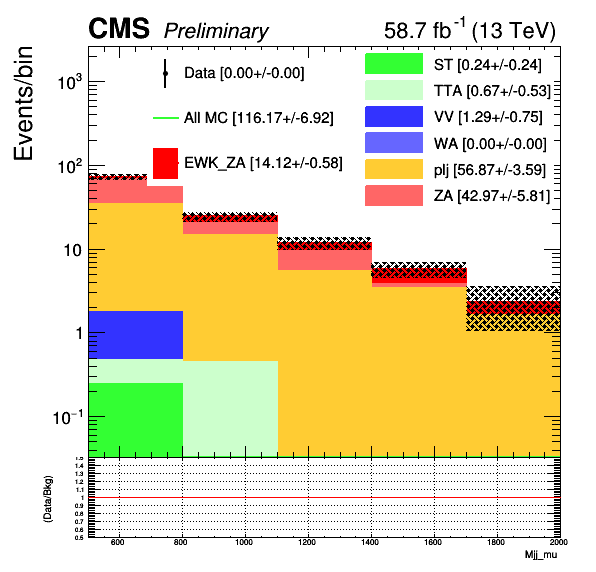 CMS Preliminary 58.7 fb⁻¹ (13 TeV)
Events/bin
10³
10²
10
1
10⁻¹
Data [0.00+/-0.00]
All MC [116.17+/-6.92]
EWK_ZA [14.12+/-0.58]
ST [0.24+/-0.24]
TTA [0.67+/-0.53]
VV [1.29+/-0.75]
WA [0.00+/-0.00]
plj [56.87+/-3.59]
ZA [42.97+/-5.81]
(Data/Bkg)
1.5
1.4
1.3
1.2
1.1
1
0.9
0.8
0.7
0.6
0.5
600 800 1000 1200 1400 1600 1800 2000
Mjj_mu